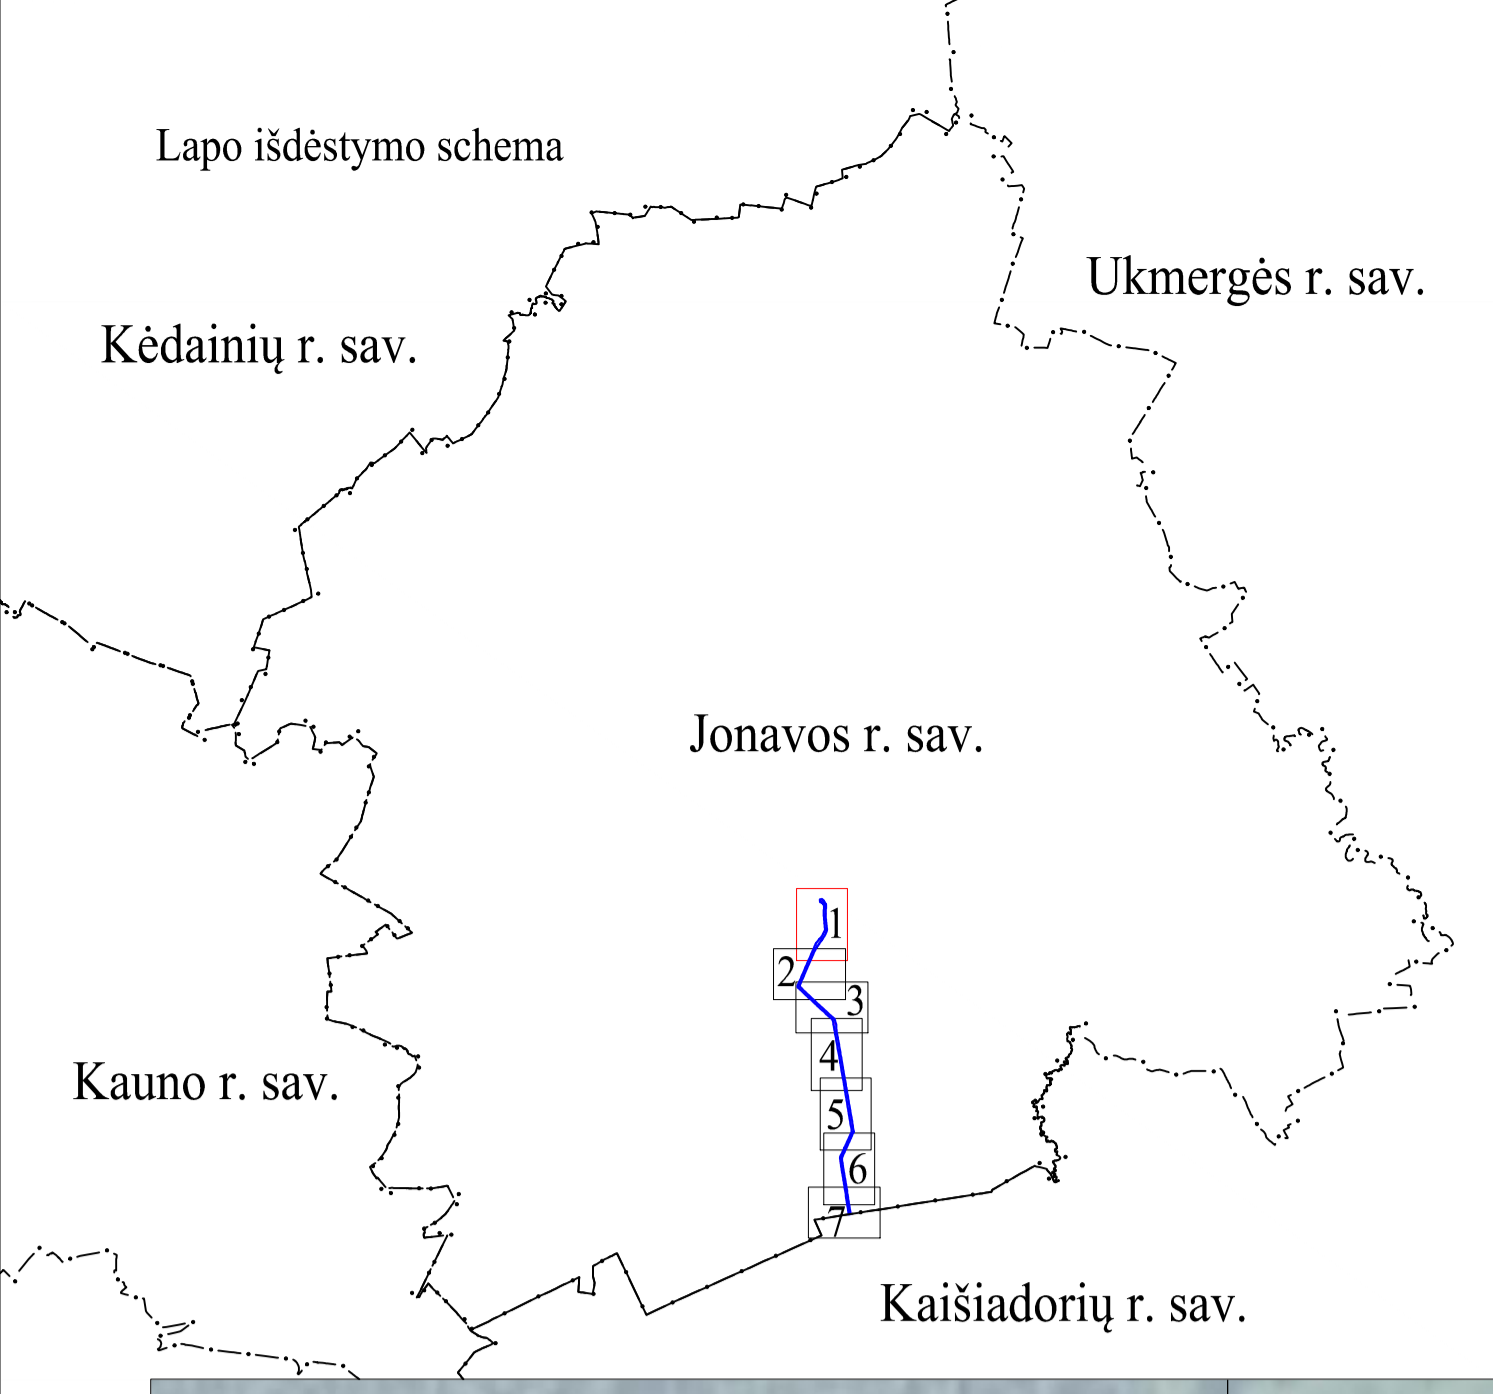 Lapo išdėstymo schema
Ukmergės r. sav.
Kėdainių r. sav.
Jonavos r. sav.
1
2
3
4
Kauno r. sav.
5
6
7
Kaišiadorių r. sav.